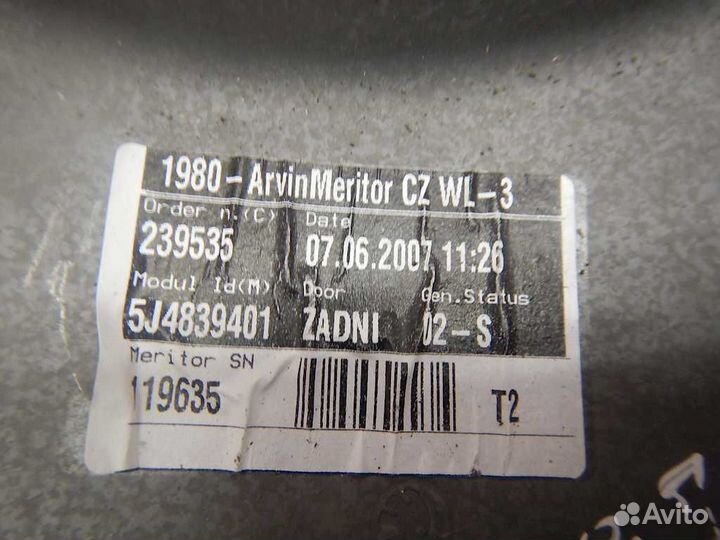 1980-ArvinMeritor CZ WL-3
Order n.(C) Date
239535 07.06.2007 11:26
Modul Id(M) Door Gen.Status
5J4839401 ZADNI 02-S
Meritor SN
119635 T2
Avito